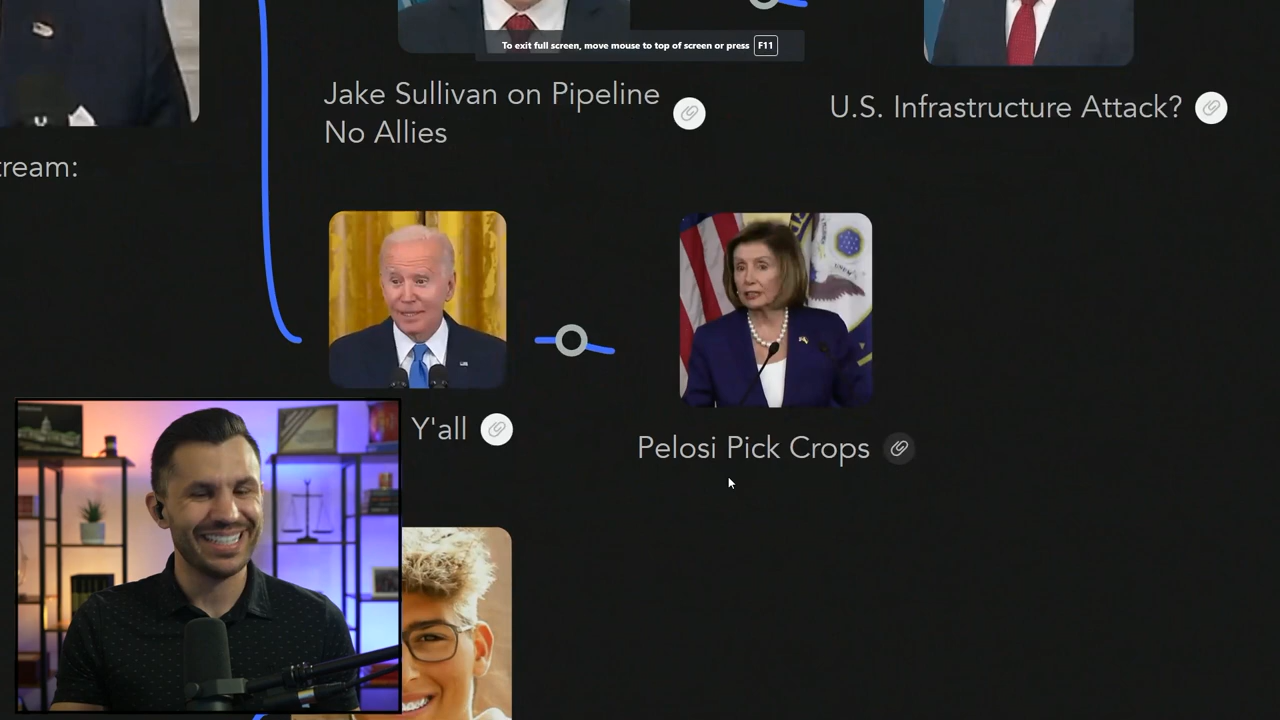 To exit full screen, move mouse to top of screen or press F11
Jake Sullivan on Pipeline
No Allies
U.S. Infrastructure Attack?
tream:
Y'all
Pelosi Pick Crops